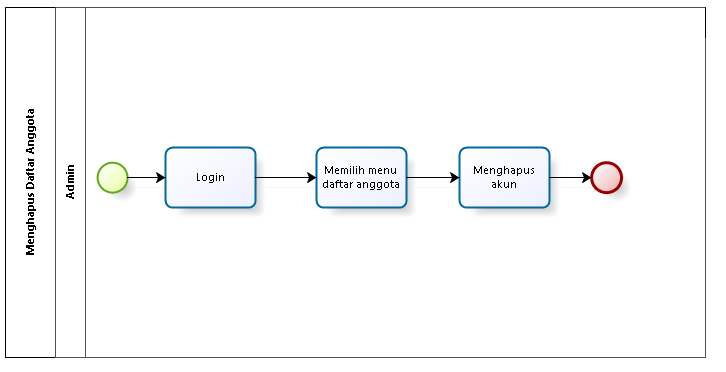 Menghapus Daftar Anggota
Admin
Login
Memilih menu
daftar anggota
Menghapus
akun